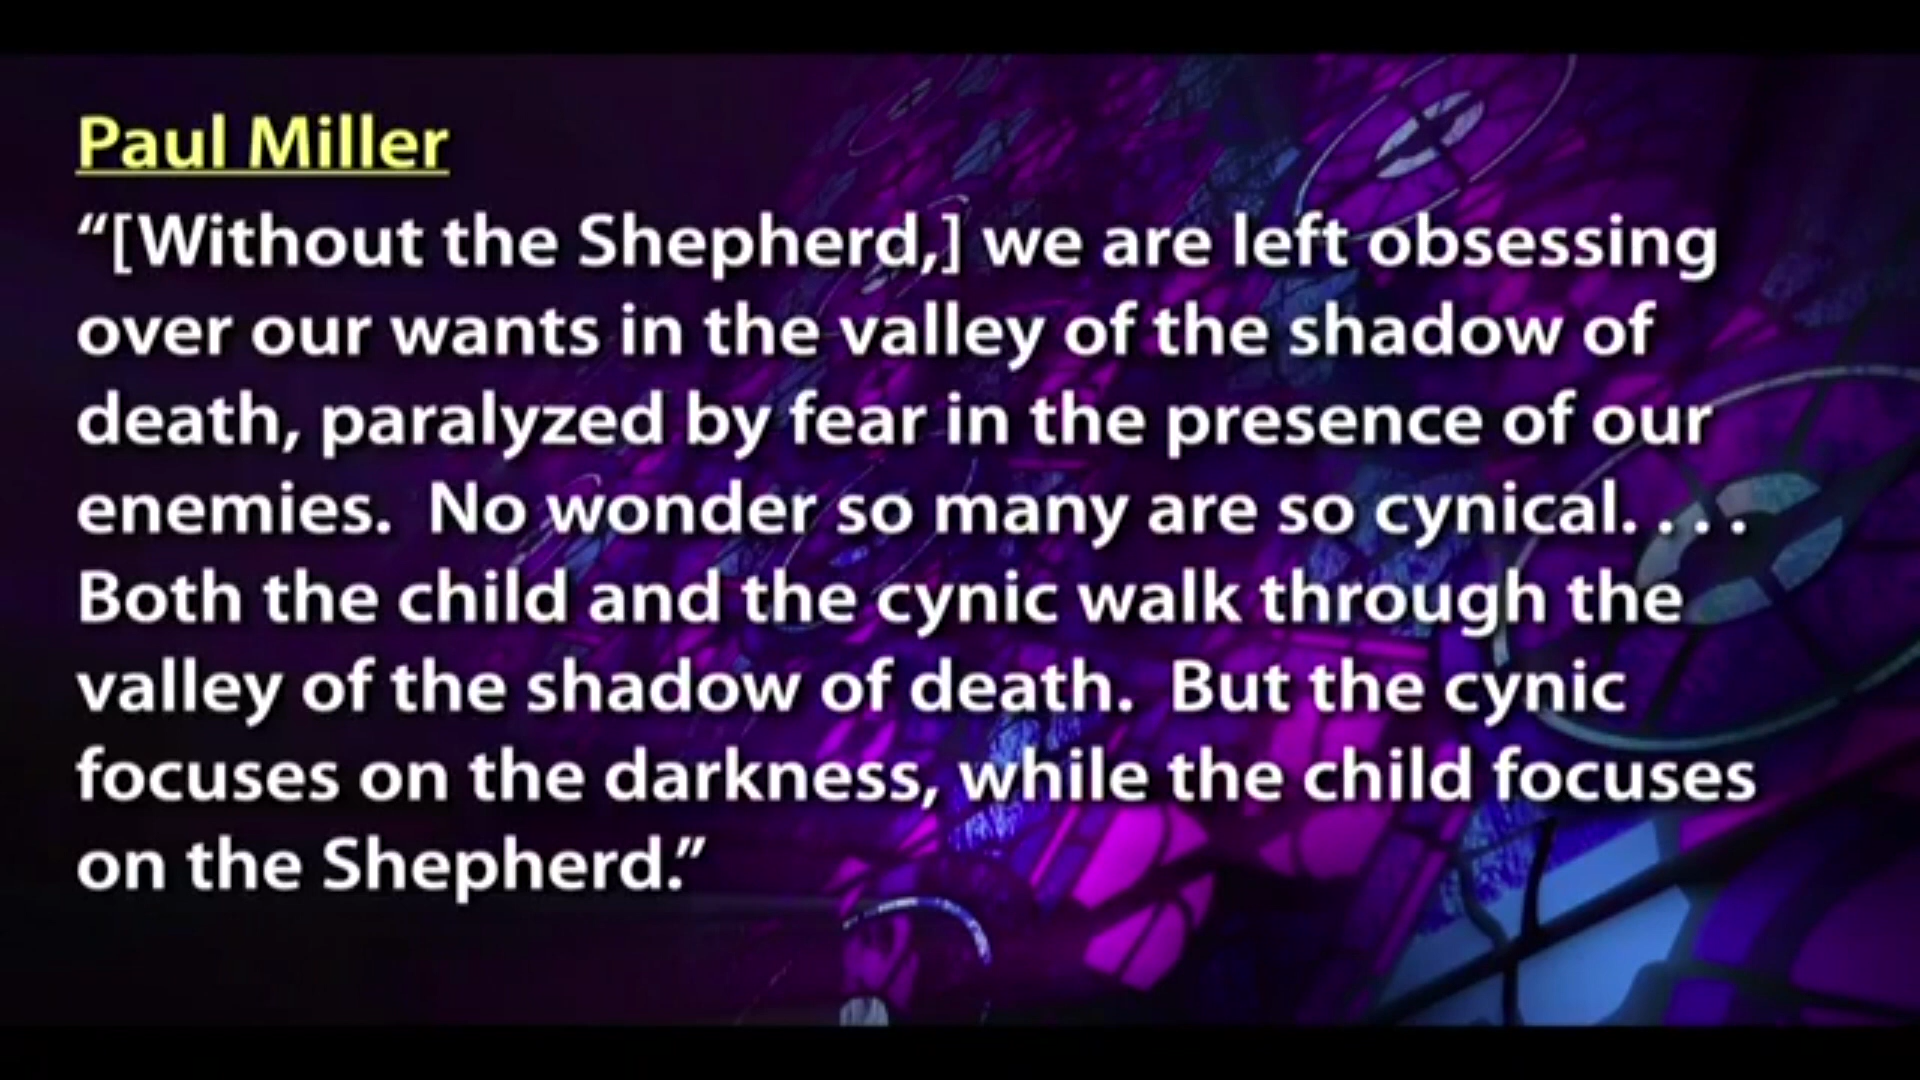 Paul Miller
“[Without the Shepherd,] we are left obsessing
over our wants in the valley of the shadow of
death, paralyzed by fear in the presence of our
enemies.  No wonder so many are so cynical. . . .
Both the child and the cynic walk through the
valley of the shadow of death.  But the cynic
focuses on the darkness, while the child focuses
on the Shepherd.”